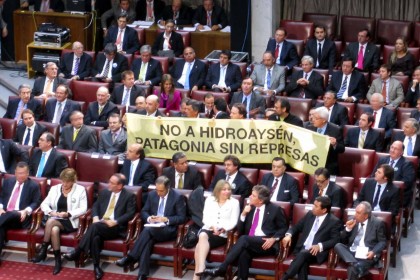 NO A HIDROAYSÉN,
PATAGONIA SIN REPRESAS